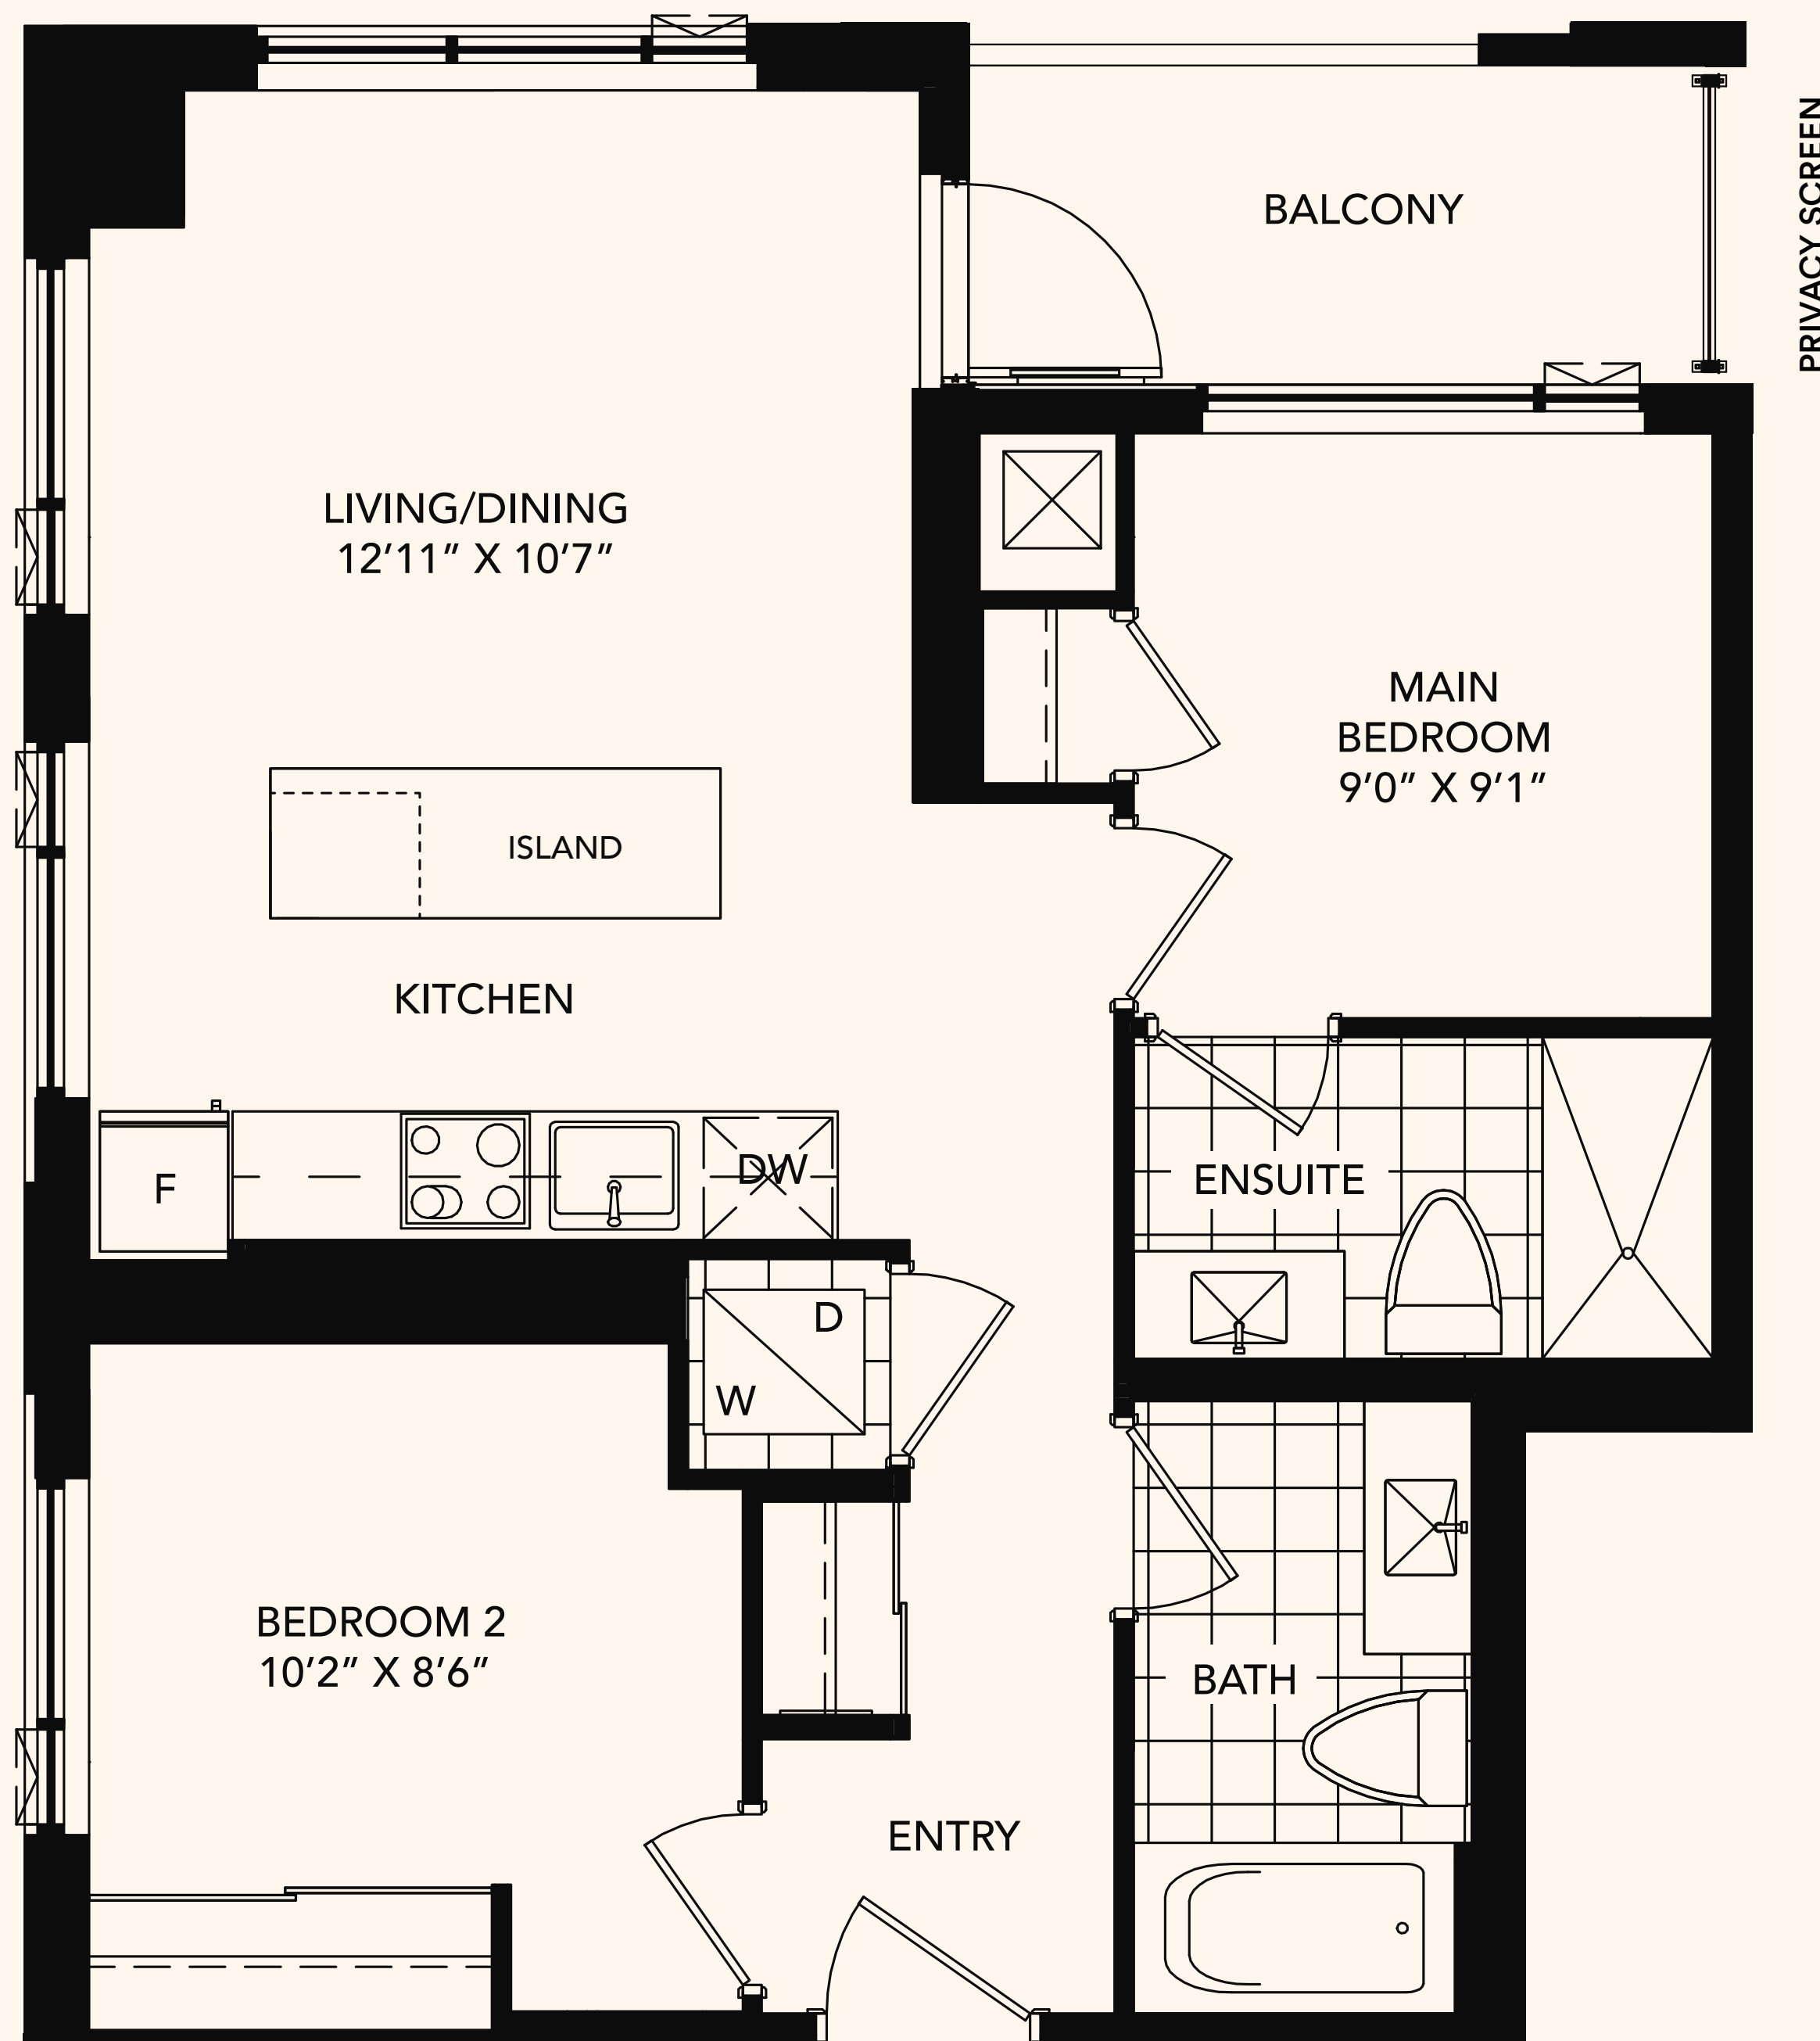 BALCONY
PRIVACY SCREEN
LIVING/DINING
12’11” X 10’7”
MAIN
BEDROOM
9’0” X 9’1”
ISLAND
KITCHEN
F
DW
ENSUITE
D
W
BEDROOM 2
10’2” X 8’6”
BATH
ENTRY